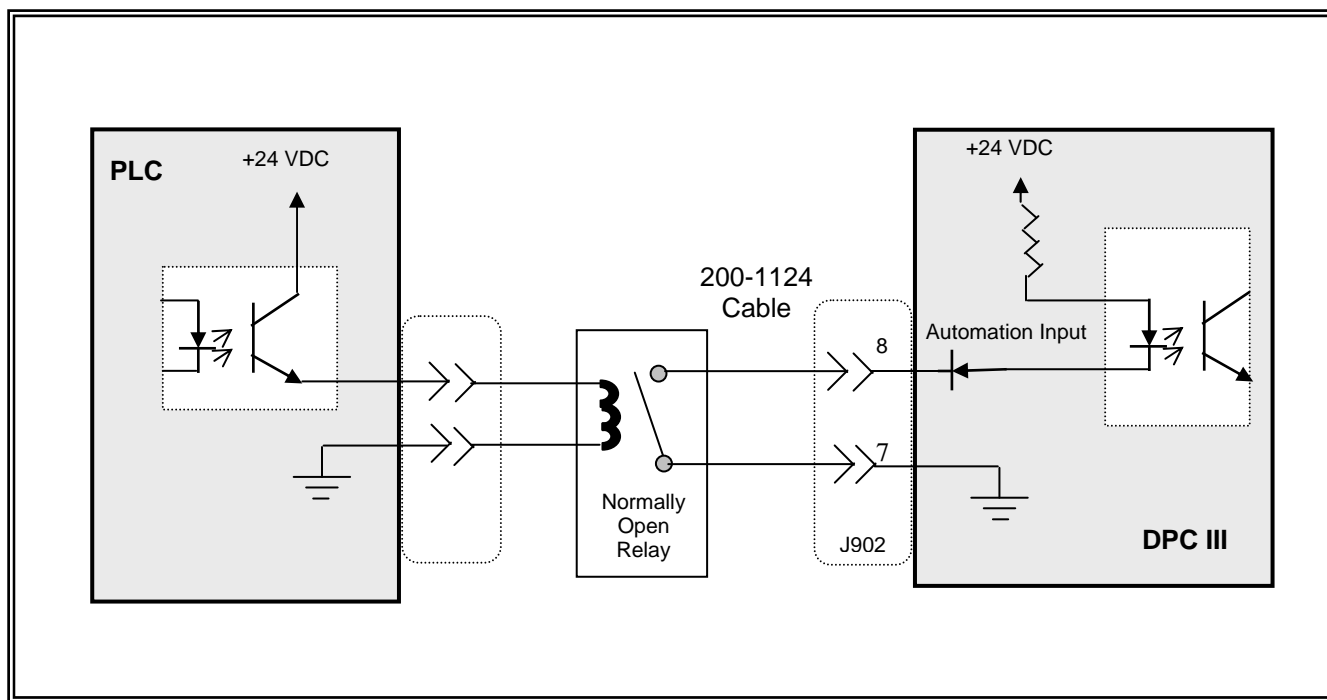 PLC
+24 VDC
+24 VDC
200-1124
Cable
8
Automation Input
7
Normally
Open
Relay
J902
DPC III